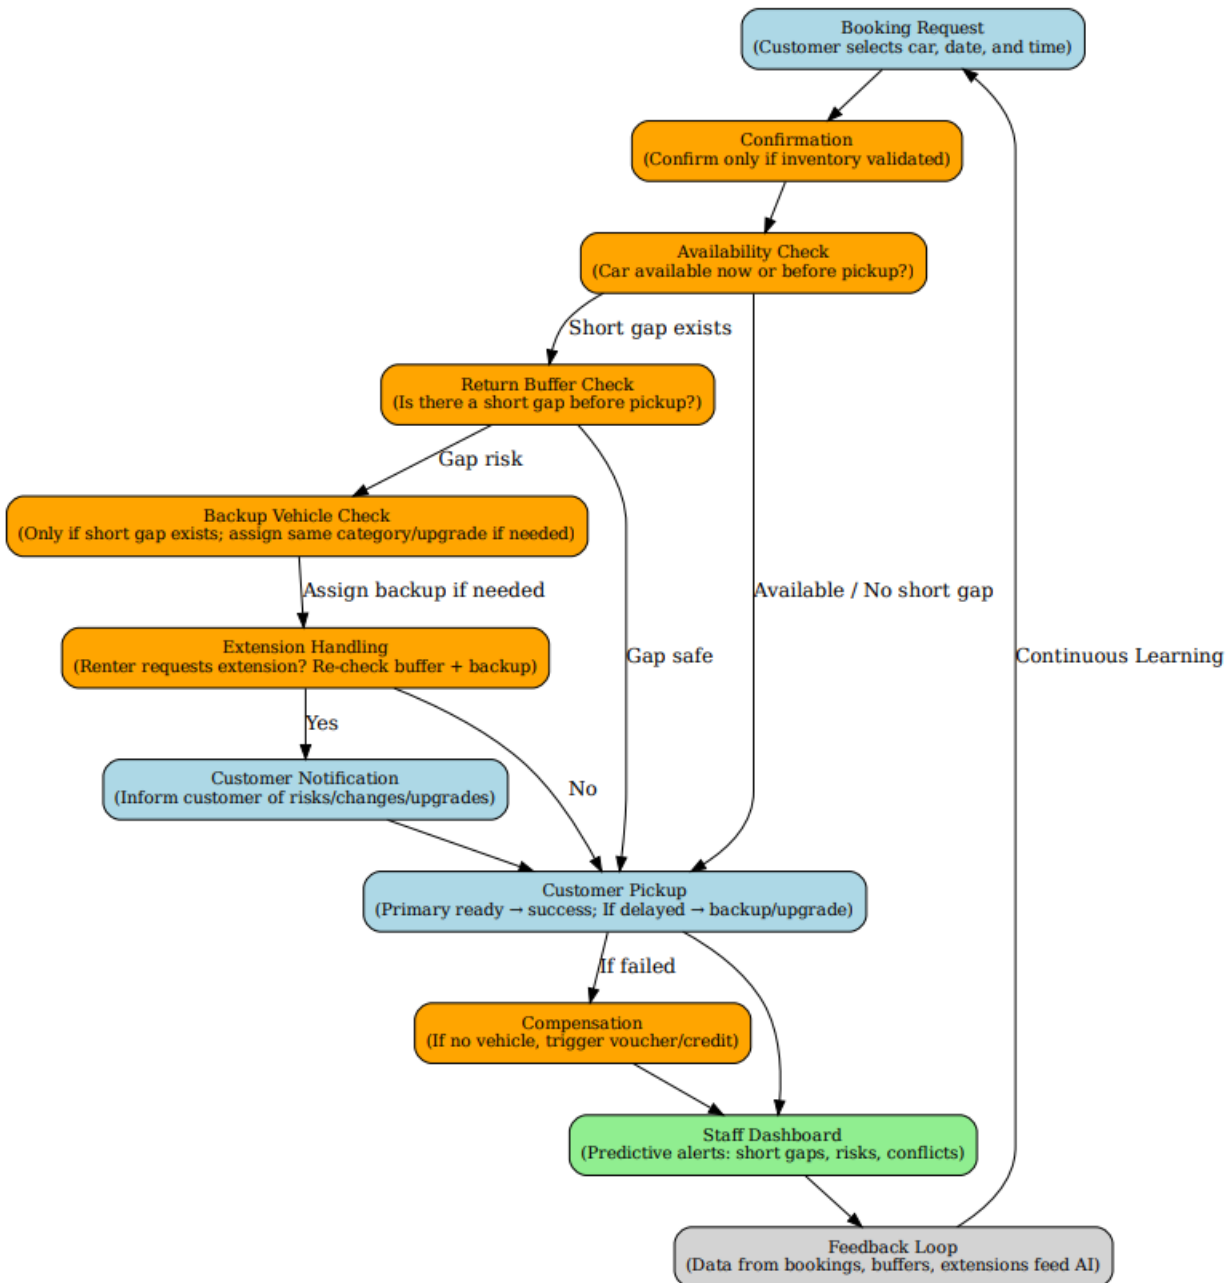 Booking Request
(Customer selects car, date, and time)
Confirmation
(Confirm only if inventory validated)
Availability Check
(Car available now or before pickup?)
Short gap exists
Return Buffer Check
(Is there a short gap before pickup?)
Gap risk
Backup Vehicle Check
(Only if short gap exists; assign same category/upgrade if needed)
Assign backup if needed
Available / No short gap
Extension Handling
(Renter requests extension? Re-check buffer + backup)
Gap safe
Continuous Learning
Yes
Customer Notification
(Inform customer of risks/changes/upgrades)
No
Customer Pickup
(Primary ready → success; If delayed → backup/upgrade)
If failed
Compensation
(If no vehicle, trigger voucher/credit)
Staff Dashboard
(Predictive alerts: short gaps, risks, conflicts)
Feedback Loop
(Data from bookings, buffers, extensions feed AI)